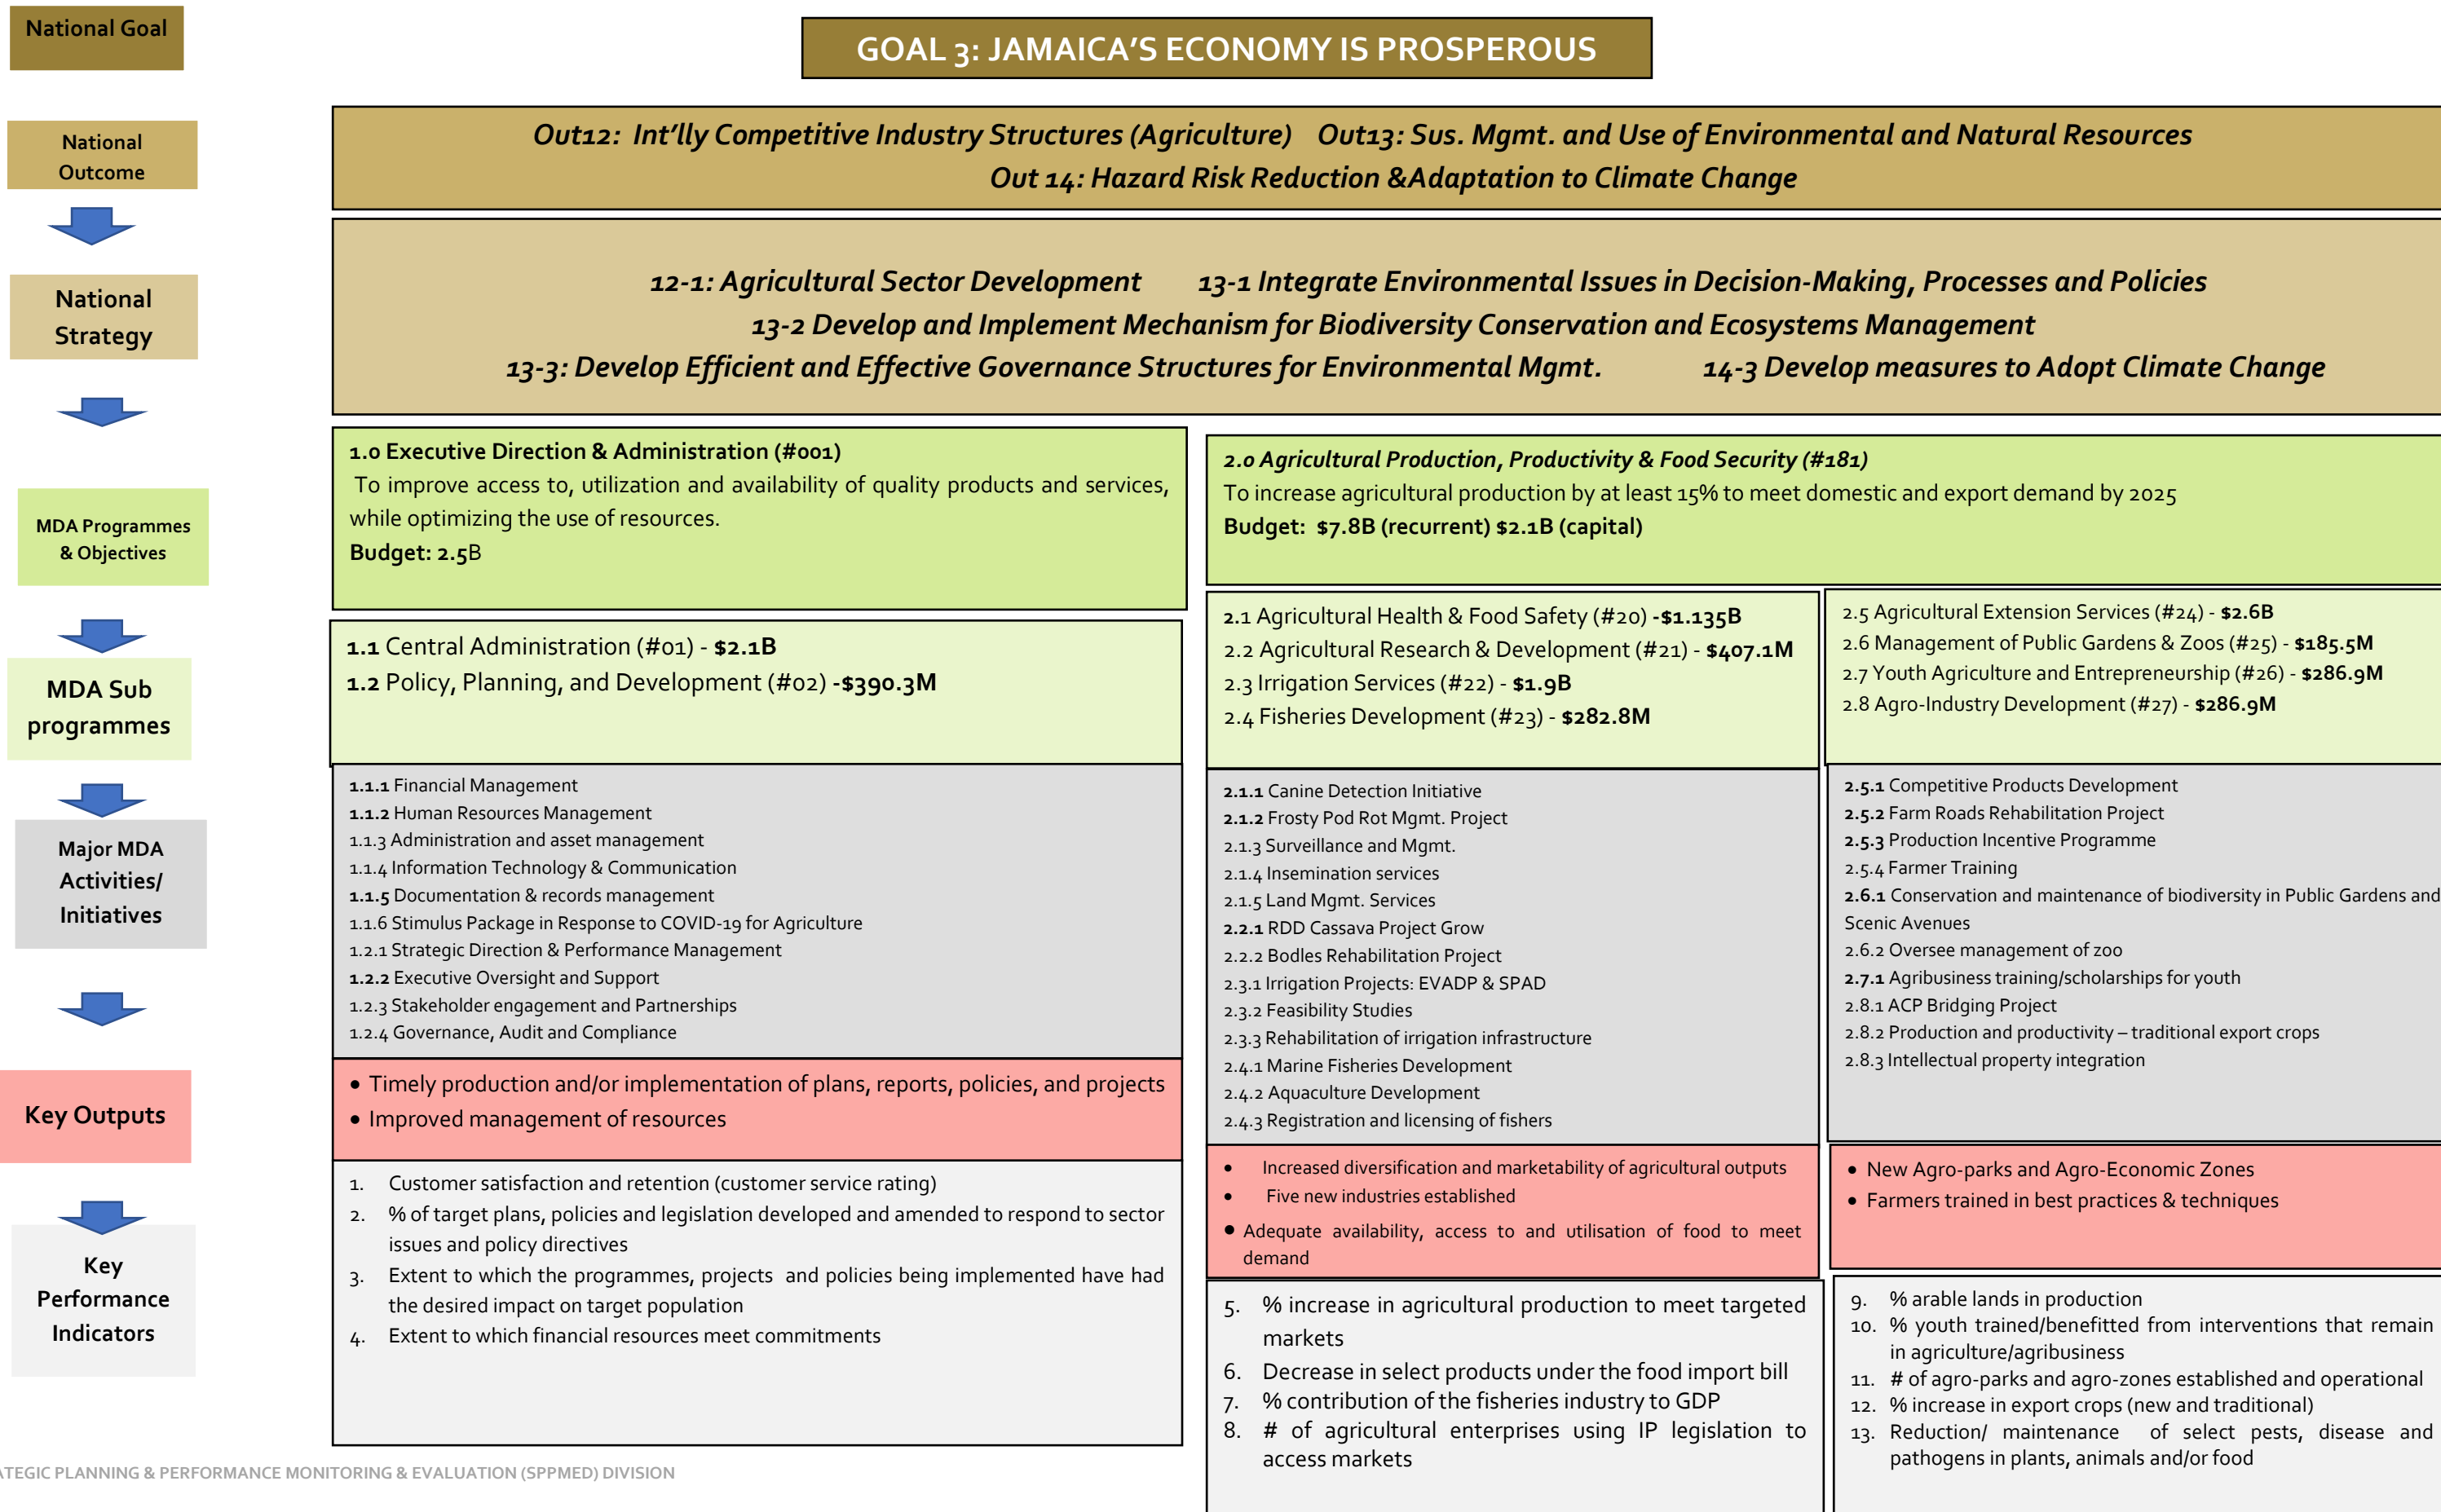 National Goal
GOAL 3: JAMAICA’S ECONOMY IS PROSPEROUS
National
Outcome
Out12: Int’lly Competitive Industry Structures (Agriculture) Out13: Sus. Mgmt. and Use of Environmental and Natural Resources
Out 14: Hazard Risk Reduction &Adaptation to Climate Change
National
Strategy
12-1: Agricultural Sector Development 13-1 Integrate Environmental Issues in Decision-Making, Processes and Policies
13-2 Develop and Implement Mechanism for Biodiversity Conservation and Ecosystems Management
13-3: Develop Efficient and Effective Governance Structures for Environmental Mgmt. 14-3 Develop measures to Adopt Climate Change
MDA Programmes
& Objectives
1.0 Executive Direction & Administration (#001)
To improve access to, utilization and availability of quality products and services,
while optimizing the use of resources.
Budget: 2.5B
2.0 Agricultural Production, Productivity & Food Security (#181)
To increase agricultural production by at least 15% to meet domestic and export demand by 2025
Budget: $7.8B (recurrent) $2.1B (capital)
MDA Sub
programmes
1.1 Central Administration (#01) - $2.1B
1.2 Policy, Planning, and Development (#02) -$390.3M
2.1 Agricultural Health & Food Safety (#20) -$1.135B
2.2 Agricultural Research & Development (#21) - $407.1M
2.3 Irrigation Services (#22) - $1.9B
2.4 Fisheries Development (#23) - $282.8M
2.5 Agricultural Extension Services (#24) - $2.6B
2.6 Management of Public Gardens & Zoos (#25) - $185.5M
2.7 Youth Agriculture and Entrepreneurship (#26) - $286.9M
2.8 Agro-Industry Development (#27) - $286.9M
Major MDA
Activities/
Initiatives
1.1.1 Financial Management
1.1.2 Human Resources Management
1.1.3 Administration and asset management
1.1.4 Information Technology & Communication
1.1.5 Documentation & records management
1.1.6 Stimulus Package in Response to COVID-19 for Agriculture
1.2.1 Strategic Direction & Performance Management
1.2.2 Executive Oversight and Support
1.2.3 Stakeholder engagement and Partnerships
1.2.4 Governance, Audit and Compliance
2.1.1 Canine Detection Initiative
2.1.2 Frosty Pod Rot Mgmt. Project
2.1.3 Surveillance and Mgmt.
2.1.4 Insemination services
2.1.5 Land Mgmt. Services
2.2.1 RDD Cassava Project Grow
2.2.2 Bodles Rehabilitation Project
2.3.1 Irrigation Projects: EVADP & SPAD
2.3.2 Feasibility Studies
2.3.3 Rehabilitation of irrigation infrastructure
2.4.1 Marine Fisheries Development
2.4.2 Aquaculture Development
2.4.3 Registration and licensing of fishers
2.5.1 Competitive Products Development
2.5.2 Farm Roads Rehabilitation Project
2.5.3 Production Incentive Programme
2.5.4 Farmer Training
2.6.1 Conservation and maintenance of biodiversity in Public Gardens and
Scenic Avenues
2.6.2 Oversee management of zoo
2.7.1 Agribusiness training/scholarships for youth
2.8.1 ACP Bridging Project
2.8.2 Production and productivity – traditional export crops
2.8.3 Intellectual property integration
Key Outputs
• Timely production and/or implementation of plans, reports, policies, and projects
• Improved management of resources
• Increased diversification and marketability of agricultural outputs
• Five new industries established
• Adequate availability, access to and utilisation of food to meet
demand
• New Agro-parks and Agro-Economic Zones
• Farmers trained in best practices & techniques
Key
Performance
Indicators
1. Customer satisfaction and retention (customer service rating)
2. % of target plans, policies and legislation developed and amended to respond to sector
issues and policy directives
3. Extent to which the programmes, projects and policies being implemented have had
the desired impact on target population
4. Extent to which financial resources meet commitments
5. % increase in agricultural production to meet targeted
markets
6. Decrease in select products under the food import bill
7. % contribution of the fisheries industry to GDP
8. # of agricultural enterprises using IP legislation to
access markets
9. % arable lands in production
10. % youth trained/benefitted from interventions that remain
in agriculture/agribusiness
11. # of agro-parks and agro-zones established and operational
12. % increase in export crops (new and traditional)
13. Reduction/ maintenance of select pests, disease and
pathogens in plants, animals and/or food
ATEGIC PLANNING & PERFORMANCE MONITORING & EVALUATION (SPPMED) DIVISION